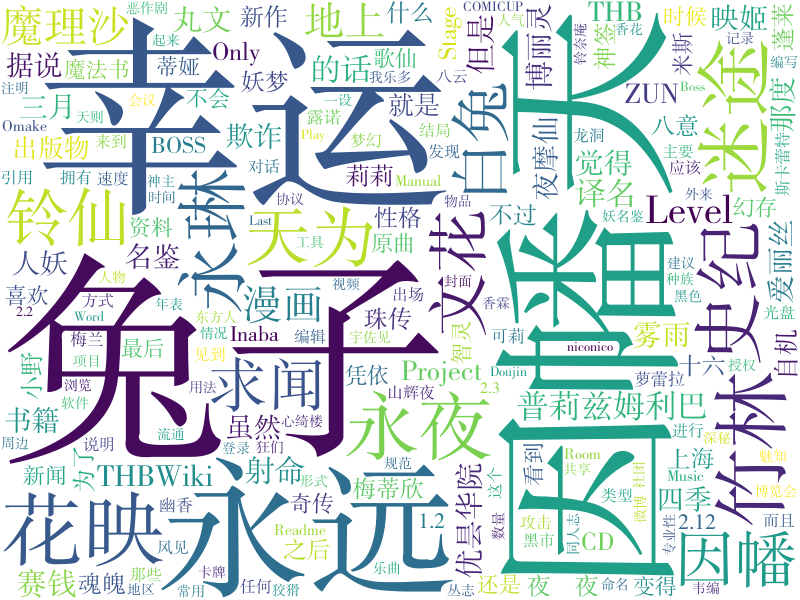 恶作剧
起来
COMICUP
人气
香花
魔理沙
丸文
新作
地上
什么
Stage
但是
THB
时候
映姬
蓬莱
铃奈庵
记录
据说
魔法书
蒂娅
Only
的话
歌仙
我乐多
八云
博丽灵
神签
米斯
编写
Boss
注明
会议
三月
妖梦
不会
就是
一设
白兔
ZUN
那度
天则
Omake
来到
BOSS
欺诈
露诺
梦幻
结局
夜摩仙
龙洞
主要
应该
斯卡蕾特
出版物
Play
对话
发现
觉得
八意
幸运
大
迷途
引用
拥有
速度
神主
时间
莉莉
协议
Manual
物品
译名
妖名鉴
外来
铃仙
永琳
天为
性格
不过
Level
幻存
资料
Last
工具
原曲
文花
因幡帝
史纪
建议
种族
黑色
爱丽丝
光盘
人妖
名鉴
人物
视频
封面
漫画
珠传
出场
香霖
雾雨
喜欢
方式
年表
东方人
Word
情况
Inaba
编辑
宇佐见
智灵
可莉
niconico
十六
自机
2.2
梅兰
兔子
小野
项目
最后
见到
求闻
凭依
Project
Doujin
萝蕾拉
授权
浏览
软件
用法
山辉夜
2.3
永夜
普莉兹姆利巴
竹林
书籍
周边
说明
流通
登录
心绮楼
狂们
虽然
新闻
为了
THBWiki
射命
形式
规范
优昙华院
这个
看到
Room
共享
进行
深秘
魅知
上海
花映
永远
幽香
奇传
梅蒂欣
类型
Music
微博
社团
四季
博览会
风见
Readme
1.2
数量
攻击
黑市
同人志
CD
专业性
2.12
而且
赛钱
魂魄
那些
地区
之后
卡牌
乐曲
丛志
还是
夜
夜
命名
变得
因幡
韦编
常用
任何
狡猾